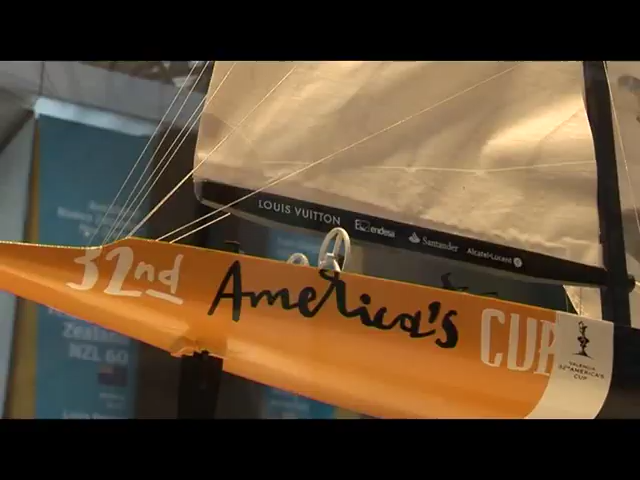 LOUIS VUITTON endesa Santander Alcatel-Lucent
32nd America's CUP
VALENCIA
32nd AMERICA'S
CUP
Zealand
NZL 60